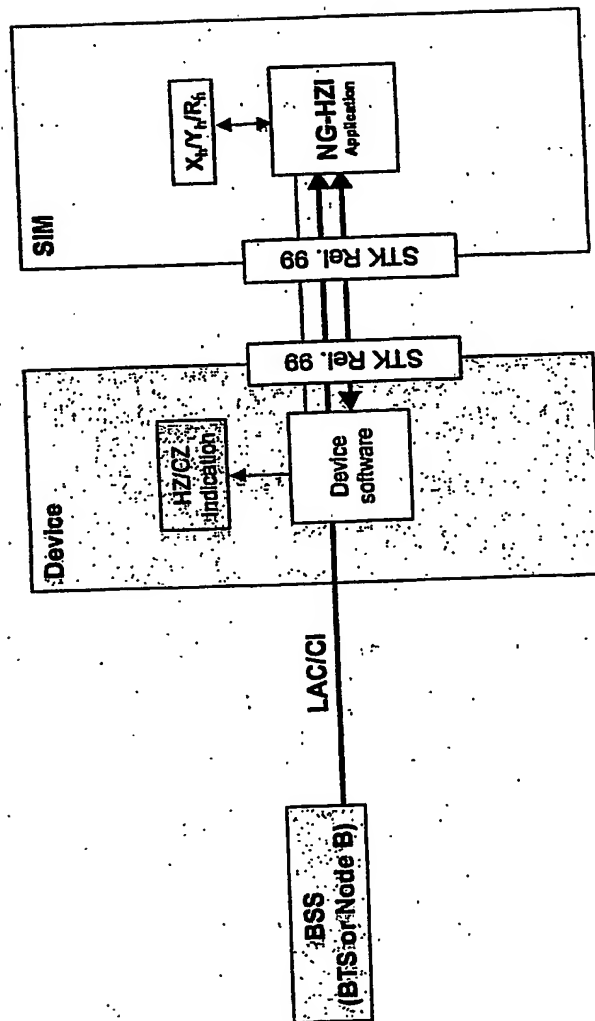 BSS
(BTS or Node B)
LAC/CI
Device
HZ/CZ
indication
Device
software
STK Rel. 99
STK Rel. 99
SIM
Xh/Yh/Rh
NG-HZI
Application